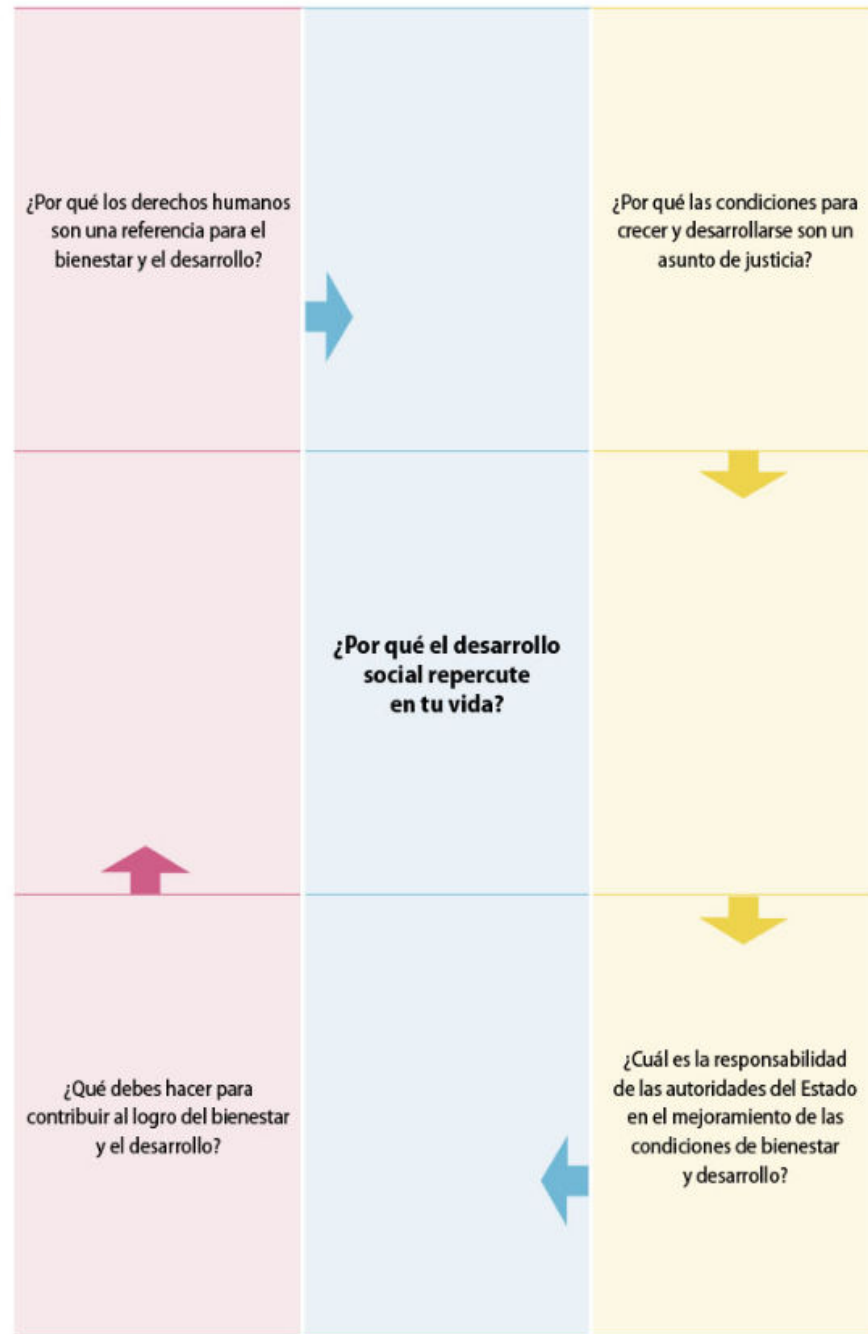 ¿Por qué los derechos humanos
son una referencia para el
bienestar y el desarrollo?
¿Por qué las condiciones para
crecer y desarrollarse son un
asunto de justicia?
¿Por qué el desarrollo
social repercute
en tu vida?
¿Qué debes hacer para
contribuir al logro del bienestar
y el desarrollo?
¿Cuál es la responsabilidad
de las autoridades del Estado
en el mejoramiento de las
condiciones de bienestar
y desarrollo?